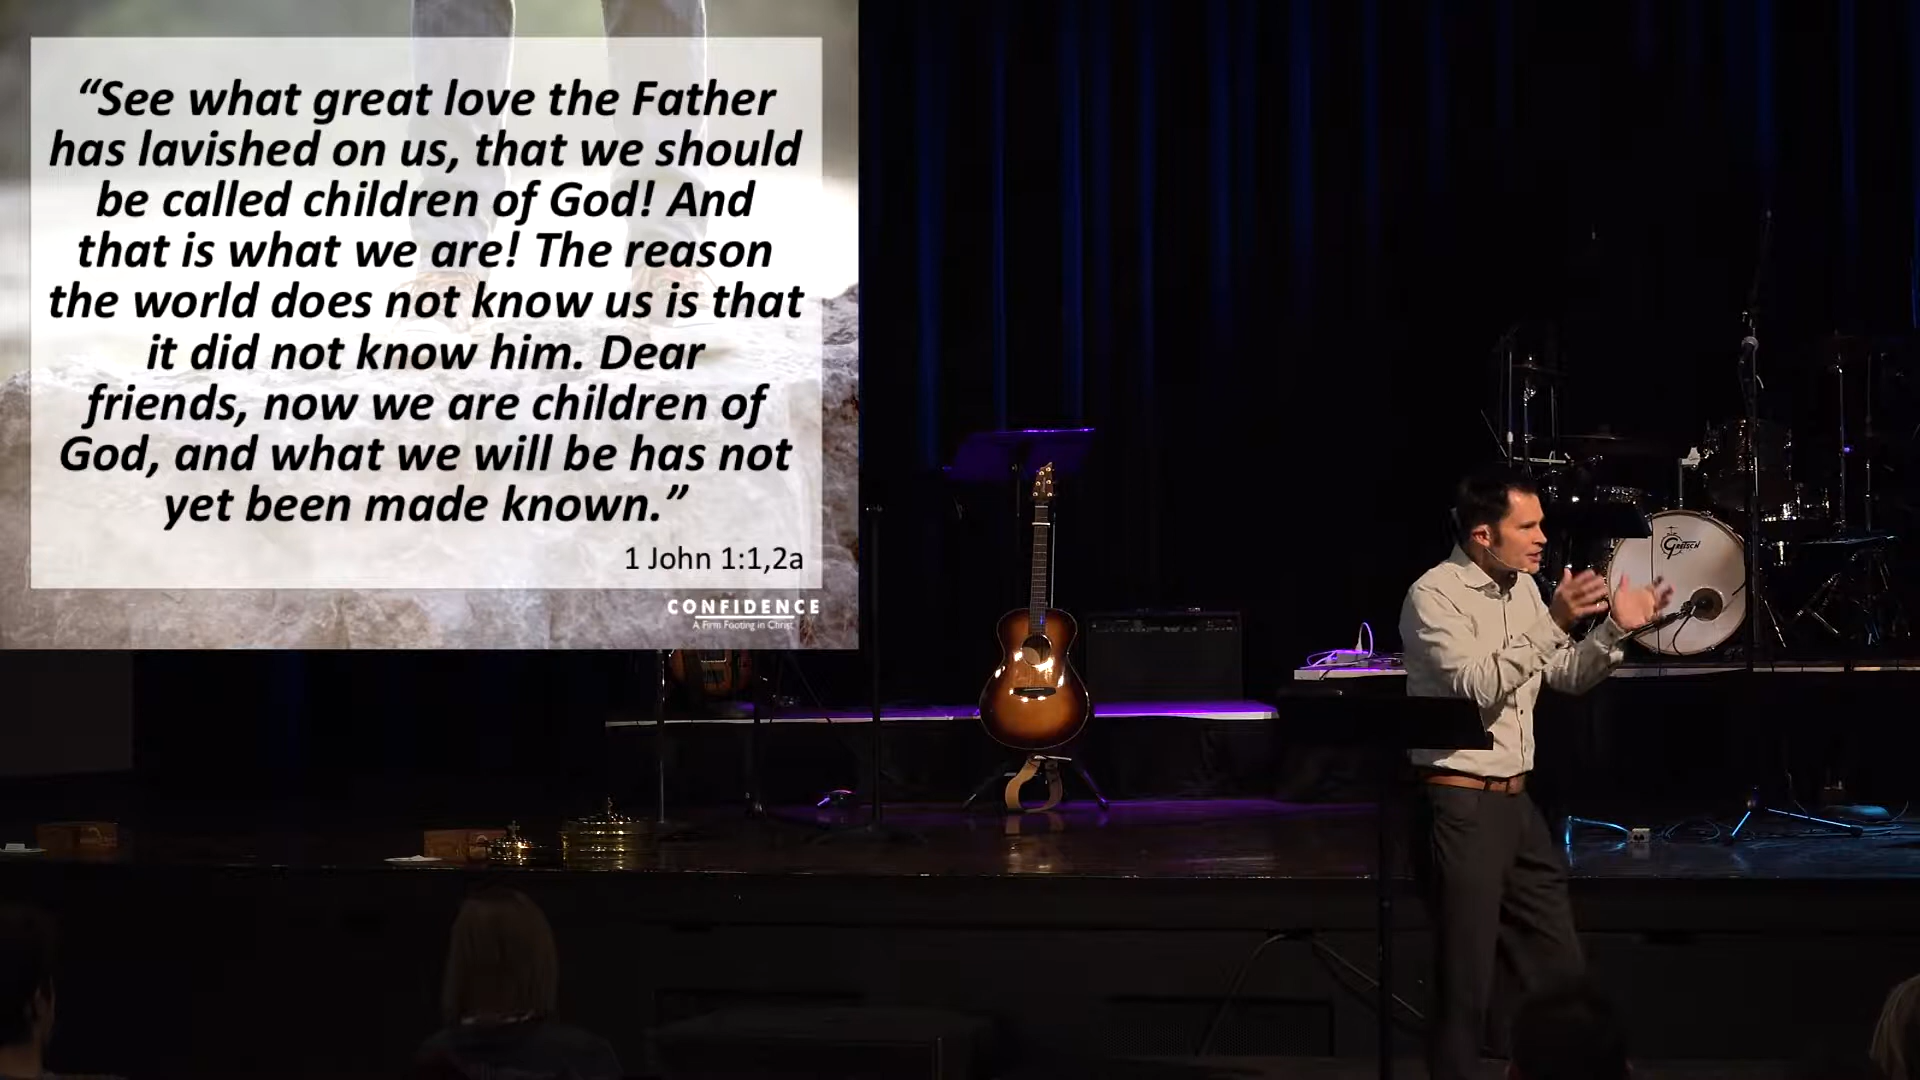 “See what great love the Father
has lavished on us, that we should
be called children of God! And
that is what we are! The reason
the world does not know us is that
it did not know him. Dear
friends, now we are children of
God, and what we will be has not
yet been made known.”
1 John 1:1,2a
CONFIDENCE
A Firm Footing in Christ
GRETSCH